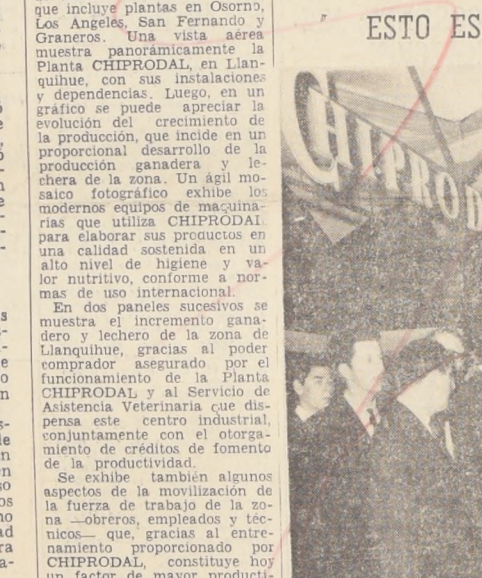 que incluye plantas en Osorno,
Los Angeles, San Fernando y
Graneros. Una vista aérea
muestra panorámicamente la
Planta CHIPRODAL, en Llan-
quihue, con sus instalaciones
y dependencias. Luego, en un
gráfico se puede apreciar la
evolución del crecimiento de
la producción, que incide en un
proporcional desarrollo de la
producción ganadera y le-
chera de la zona. Un ágil mo-
saico fotográfico exhibe los
modernos equipos de maquina-
rias que utiliza CHIPRODAL
para elaborar sus productos en
una calidad sostenida en un
alto nivel de higiene y va-
lor nutritivo, conforme a nor-
mas de uso internacional.
En dos paneles sucesivos se
muestra el incremento gana-
dero y lechero de la zona de
Llanquihue, gracias al poder
comprador asegurado por el
funcionamiento de la Planta
CHIPRODAL y al Servicio de
Asistencia Veterinaria que dis-
pensa este centro industrial,
conjuntamente con el otorga-
miento de créditos de fomento
de la productividad.
Se exhibe también algunos
aspectos de la movilización de
la fuerza de trabajo de la zo-
na —obreros, empleados y téc-
nicos— que, gracias al entre-
namiento proporcionado por
CHIPRODAL, constituye hoy
un factor de mayor producti-
" ESTO ES
CHIPROD